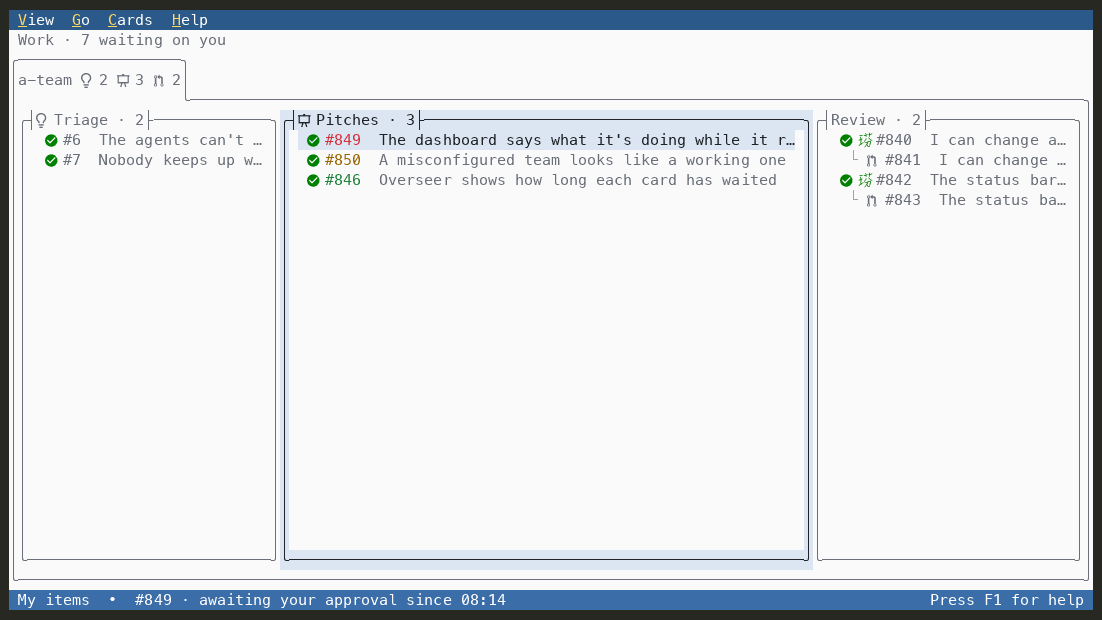 View Go Cards Help
Work · 7 waiting on you
a-team 2 3 2
Triage · 2
#6 The agents can't …
#7 Nobody keeps up w…
Pitches · 3
#849 The dashboard says what it's doing while it r…
#850 A misconfigured team looks like a working one
#846 Overseer shows how long each card has waited
Review · 2
#840 I can change a…
#841 I can change …
#842 The status bar…
#843 The status ba…
My items • #849 · awaiting your approval since 08:14
Press F1 for help